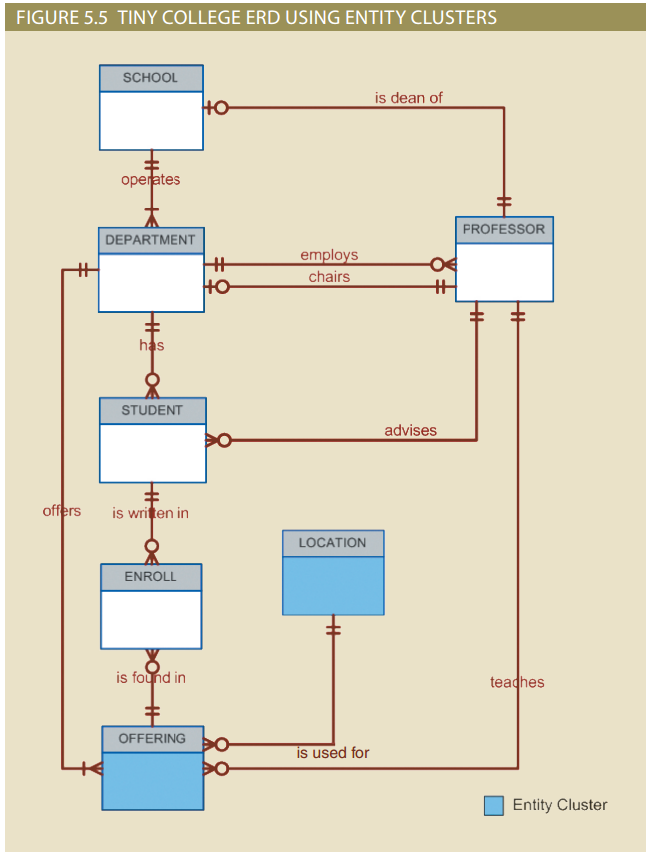 FIGURE 5.5 TINY COLLEGE ERD USING ENTITY CLUSTERS
SCHOOL
is dean of
operates
PROFESSOR
DEPARTMENT
employs
chairs
has
STUDENT
advises
offers
is written in
LOCATION
ENROLL
is found in
teaches
OFFERING
is used for
Entity Cluster